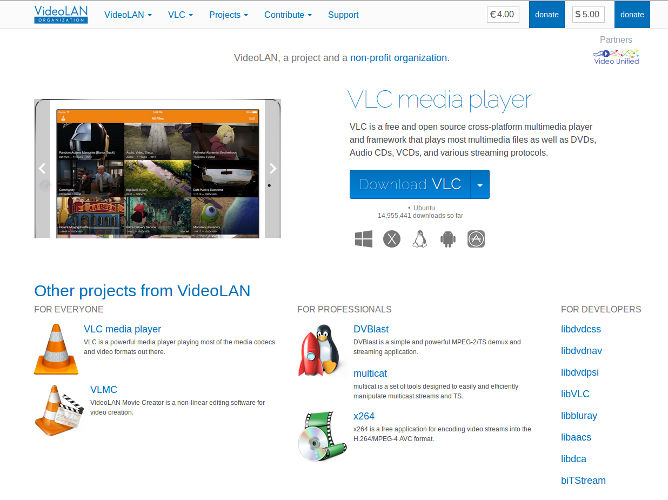 VideoLAN
ORGANIZATION
VideoLAN VLC Projects Contribute Support
€ 4.00 donate $ 5.00 donate
Partners
Video Unified
VideoLAN, a project and a non-profit organization.
VLC media player
VLC is a free and open source cross-platform multimedia player
and framework that plays most multimedia files as well as DVDs,
Audio CDs, VCDs, and various streaming protocols.
Download VLC
• Ubuntu
14,955,441 downloads so far
Other projects from VideoLAN
FOR EVERYONE
VLC media player
VLC is a powerful media player playing most of the media codecs
and video formats out there.
VLMC
VideoLAN Movie Creator is a non-linear editing software for
video creation.
FOR PROFESSIONALS
DVBlast
DVBlast is a simple and powerful MPEG-2/TS demux and
streaming application.
multicat
multicat is a set of tools designed to easily and efficiently
manipulate multicast streams and TS.
x264
x264 is a free application for encoding video streams into the
H.264/MPEG-4 AVC format.
FOR DEVELOPERS
libdvdcss
libdvdnav
libdvdpsi
libVLC
libbluray
libaacs
libdca
biTStream